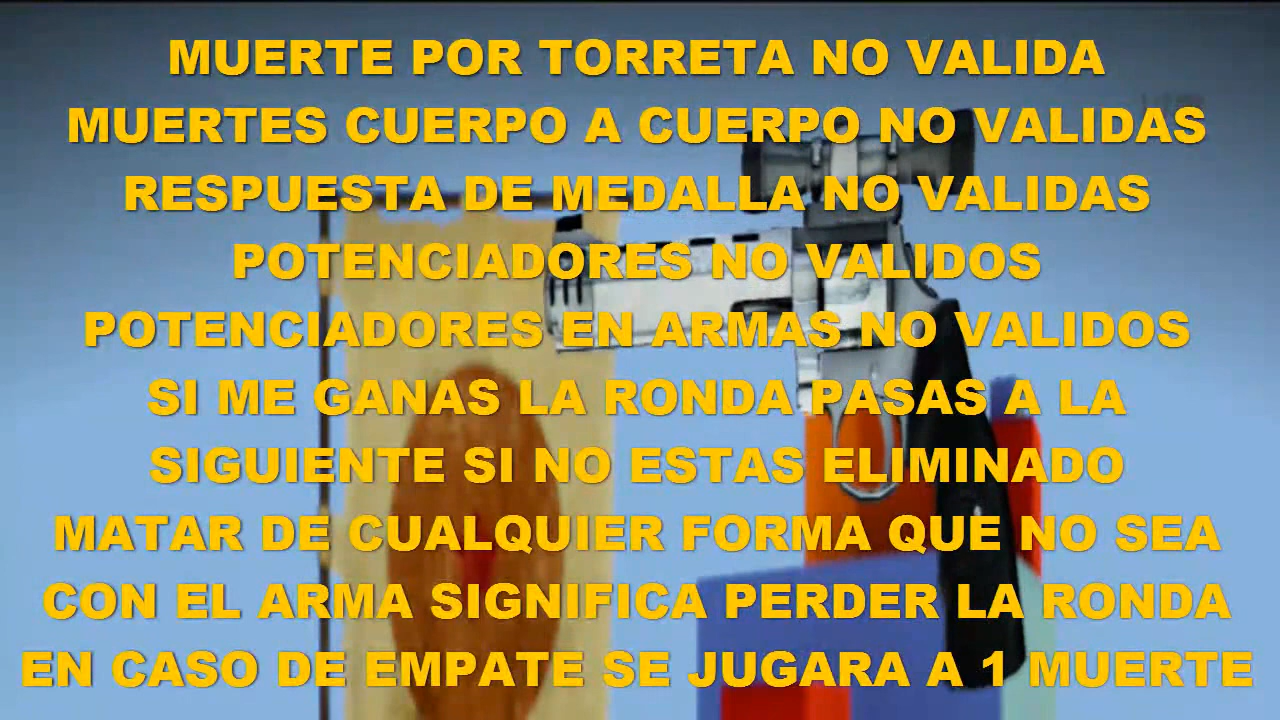 MUERTE POR TORRETA NO VALIDA
MUERTES CUERPO A CUERPO NO VALIDAS
RESPUESTA DE MEDALLA NO VALIDAS
POTENCIADORES NO VALIDOS
POTENCIADORES EN ARMAS NO VALIDOS
SI ME GANAS LA RONDA PASAS A LA
SIGUIENTE SI NO ESTAS ELIMINADO
MATAR DE CUALQUIER FORMA QUE NO SEA
CON EL ARMA SIGNIFICA PERDER LA RONDA
EN CASO DE EMPATE SE JUGARA A 1 MUERTE